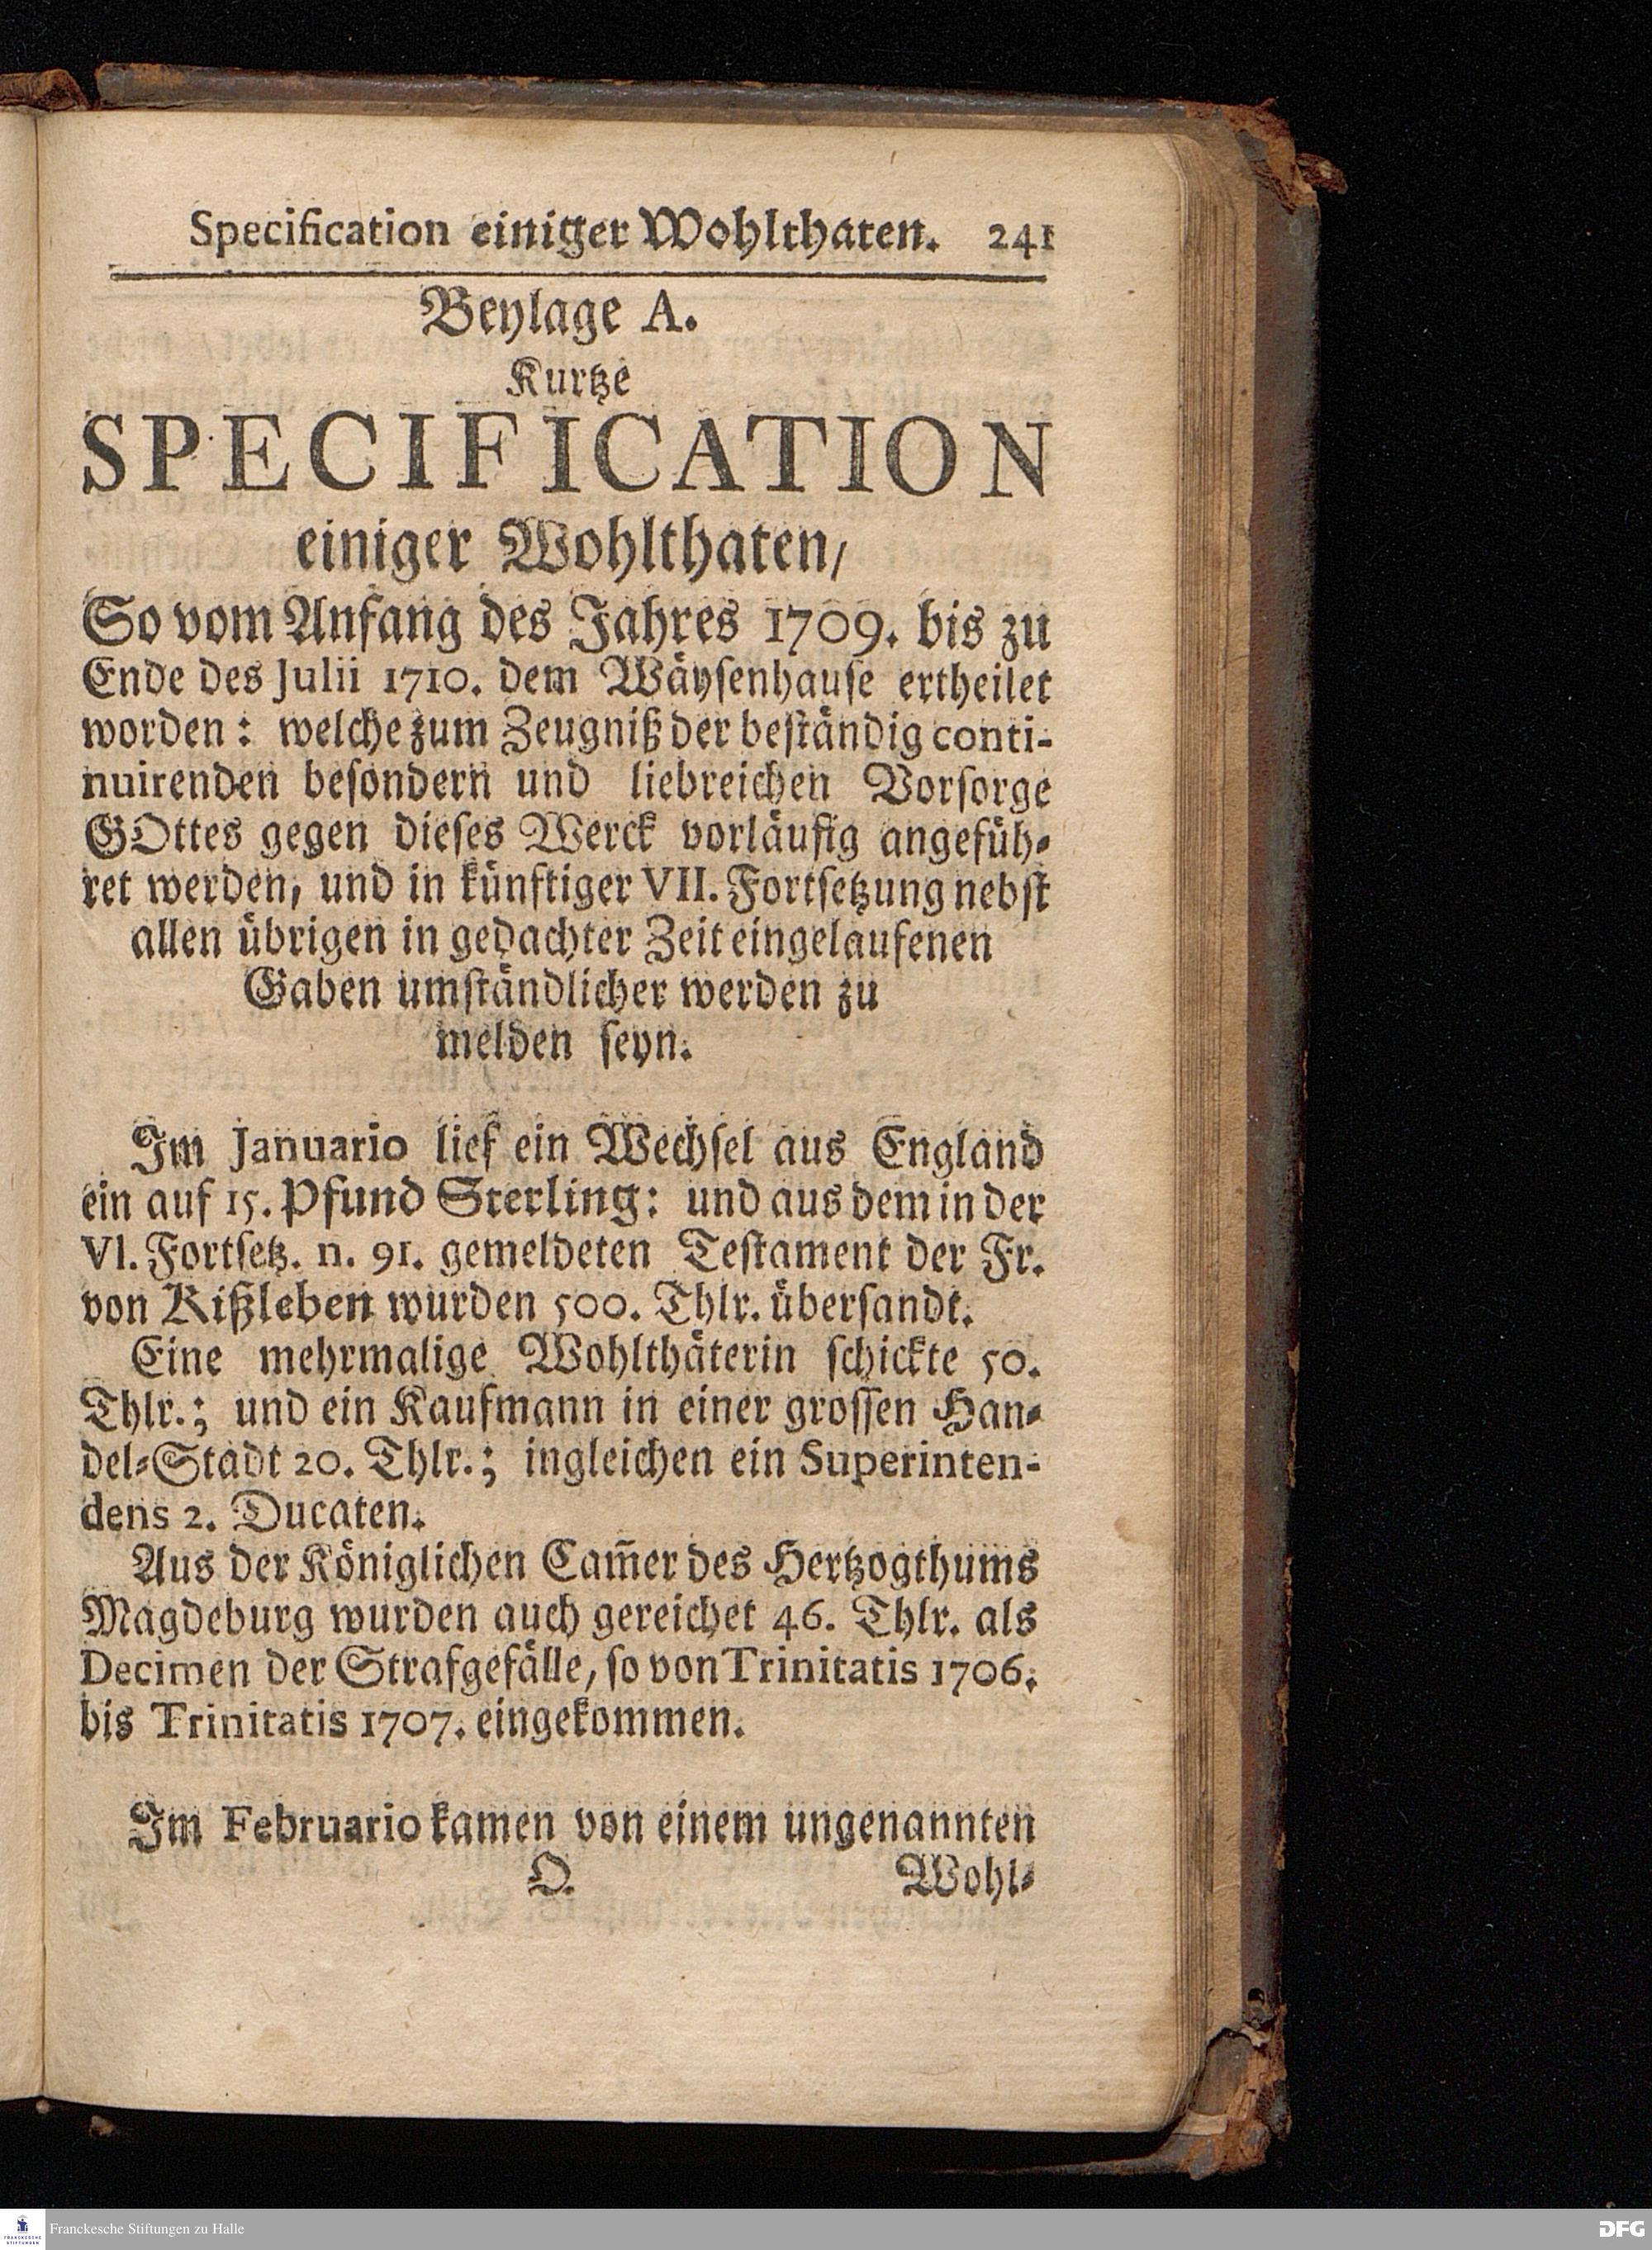 Specification einiger Wohlthaten. 241
Beylage A.
Kurtze
SPECIFICATION
einiger Wohlthaten/
So vom Anfang des Jahres 1709. bis zu
Ende des Julii 1710. dem Wäysenhause ertheilet
worden: welche zum Zeugniß der beständig conti-
nuirenden besondern und liebreichen Vorsorge
GOttes gegen dieses Werck vorläufig angefüh-
ret werden, und in künftiger VII. Fortsetzung nebst
allen übrigen in gedachter Zeit eingelaufenen
Gaben umständlicher werden zu
melden seyn.
Im Januario lief ein Wechsel aus England
ein auf 15. Pfund Sterling: und aus dem in der
VI. Fortsetz. n. 91. gemeldeten Testament der Fr.
von Kißleben wurden 500. Thlr. übersandt.
Eine mehrmalige Wohlthäterin schickte 50.
Thlr.; und ein Kaufmann in einer grossen Han-
del-Stadt 20. Thlr.; ingleichen ein Superinten-
dens 2. Ducaten.
Aus der Königlichen Cam̅er des Hertzogthums
Magdeburg wurden auch gereichet 46. Thlr. als
Decimen der Strafgefälle, so von Trinitatis 1706.
bis Trinitatis 1707. eingekommen.
Im Februario kamen von einem ungenannten
Q Wohl-
FRANCKESCHE STIFTUNGEN
Franckesche Stiftungen zu Halle
DFG